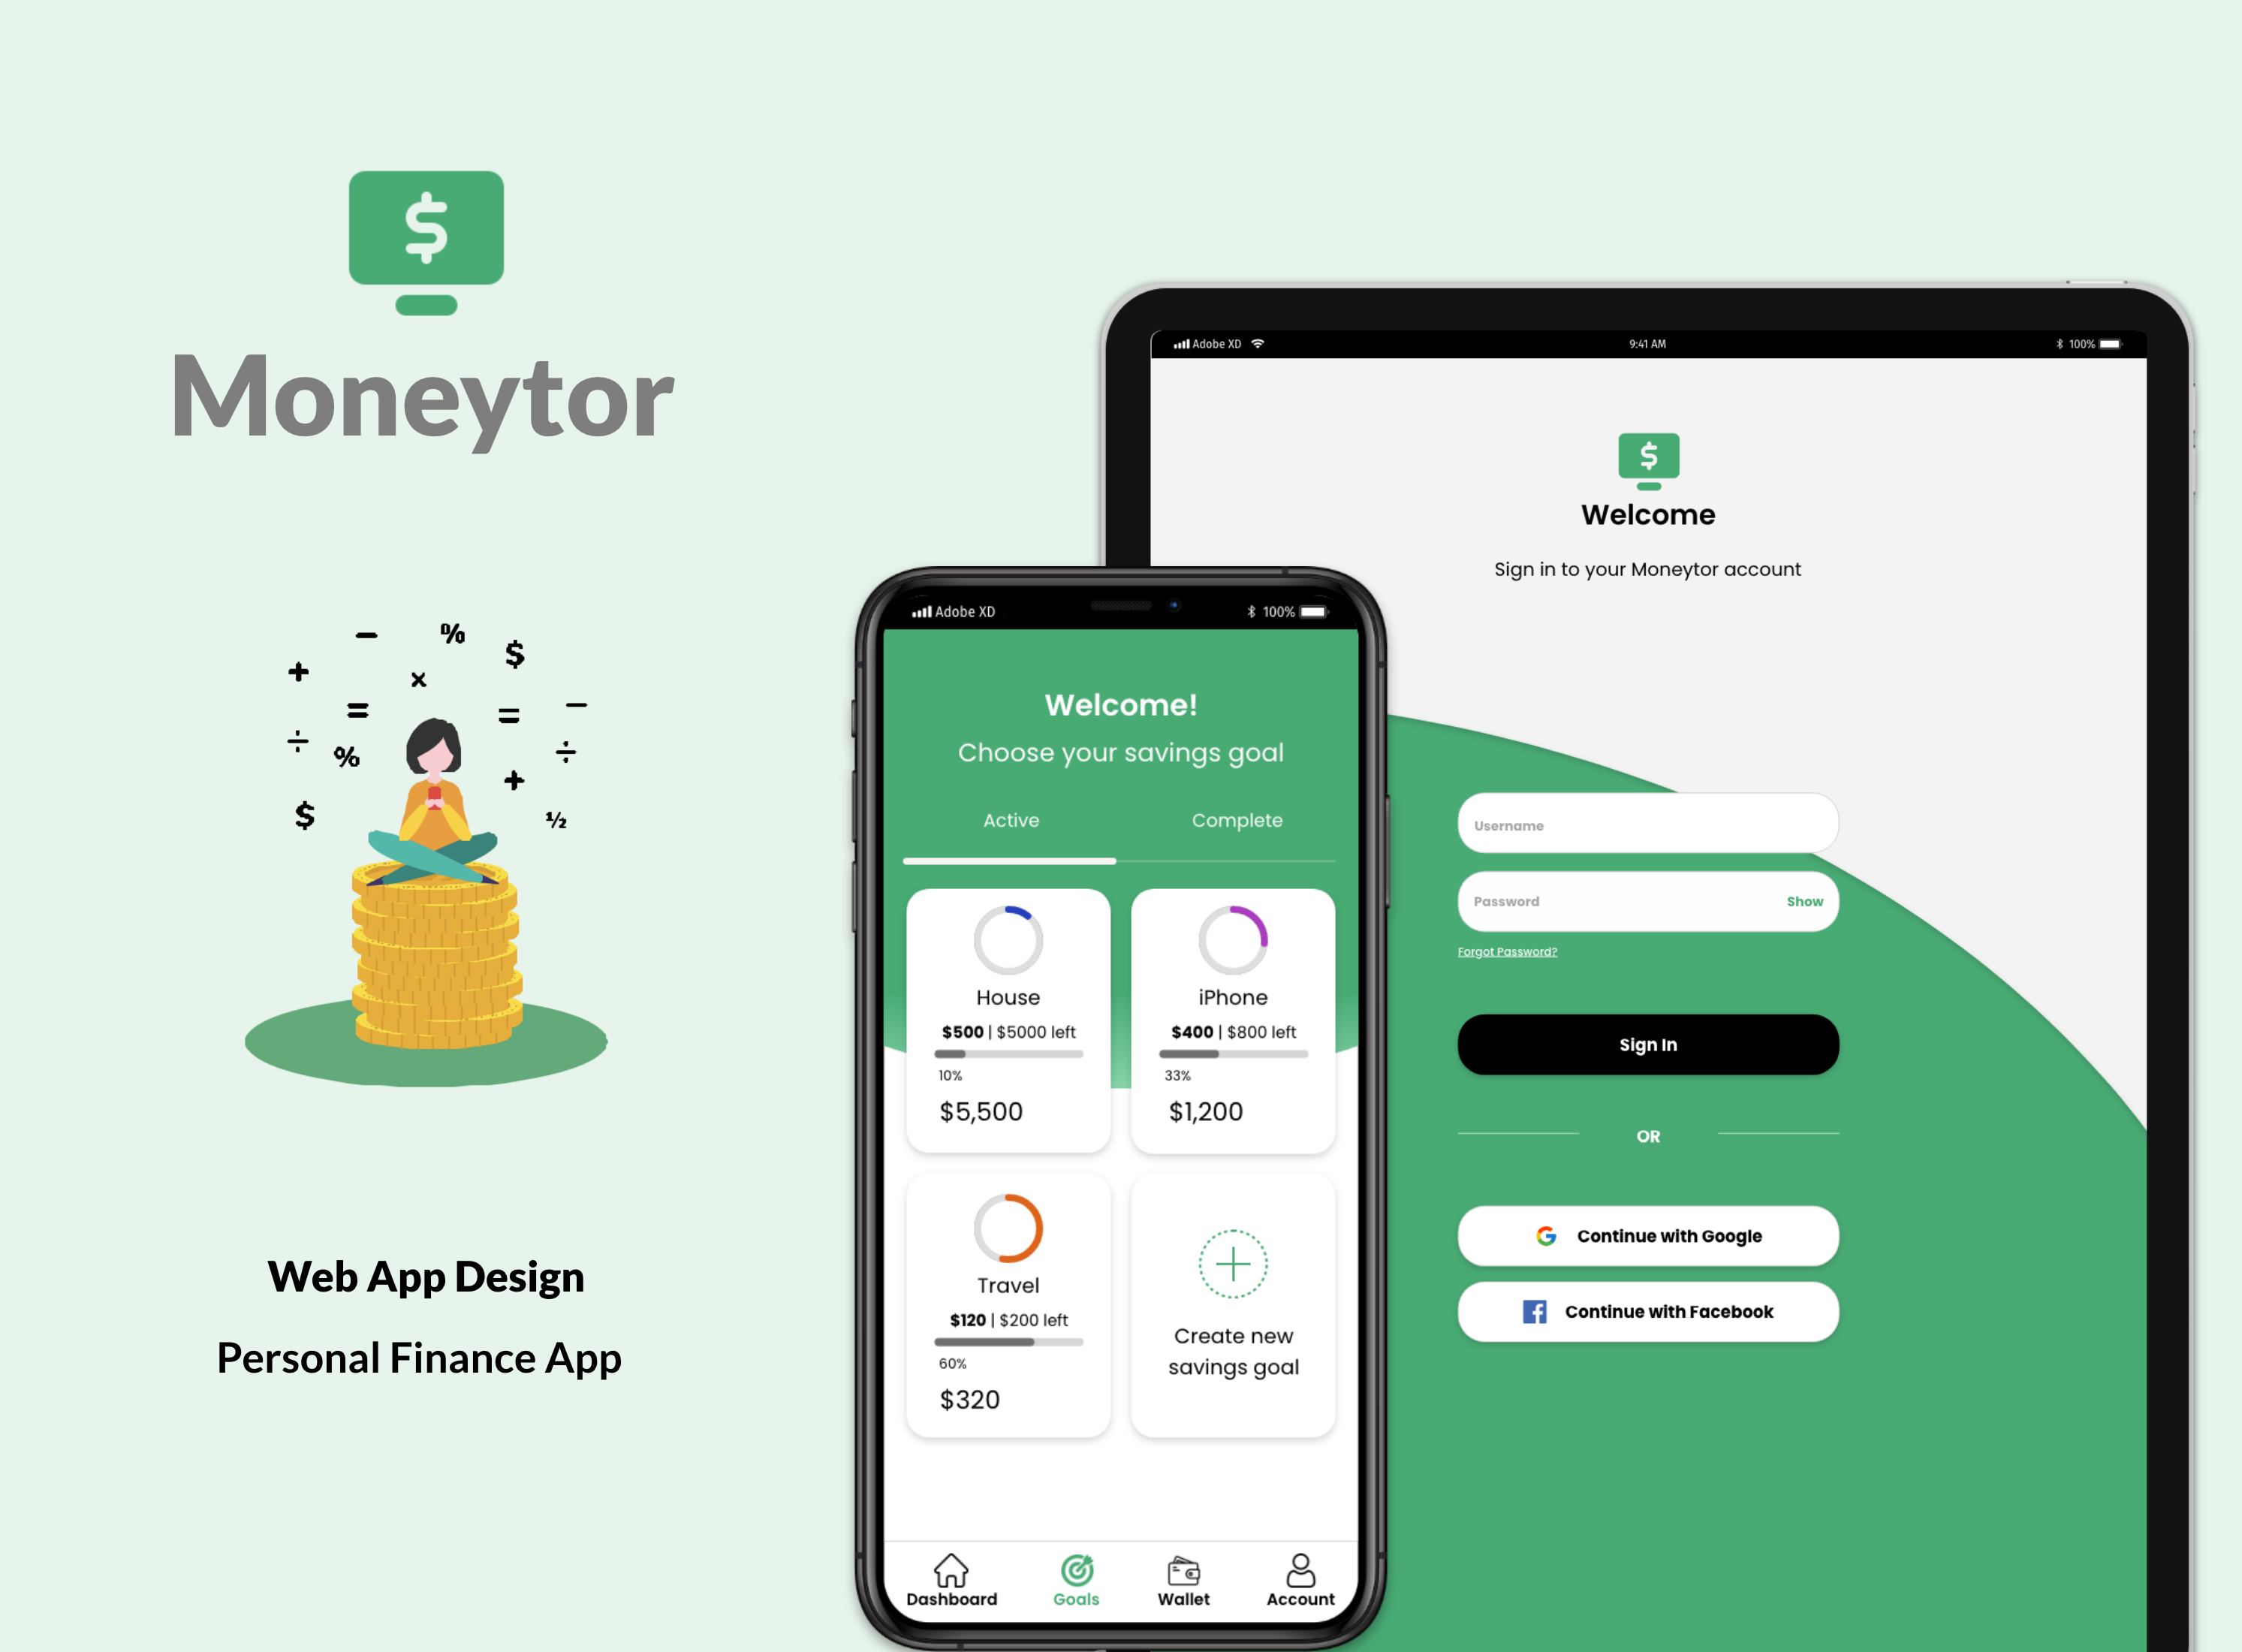 $
Moneytor
− % $
+ ×
= = −
÷ % ÷
+
$ ½
Web App Design
Personal Finance App
Adobe XD 100%
Welcome!
Choose your savings goal
Active Complete
House
$500 | $5000 left
10%
$5,500
iPhone
$400 | $800 left
33%
$1,200
Travel
$120 | $200 left
60%
$320
Create new
savings goal
Dashboard Goals Wallet Account
Adobe XD 9:41 AM 100%
$
Welcome
Sign in to your Moneytor account
Username
Password Show
Forgot Password?
Sign In
OR
Continue with Google
Continue with Facebook